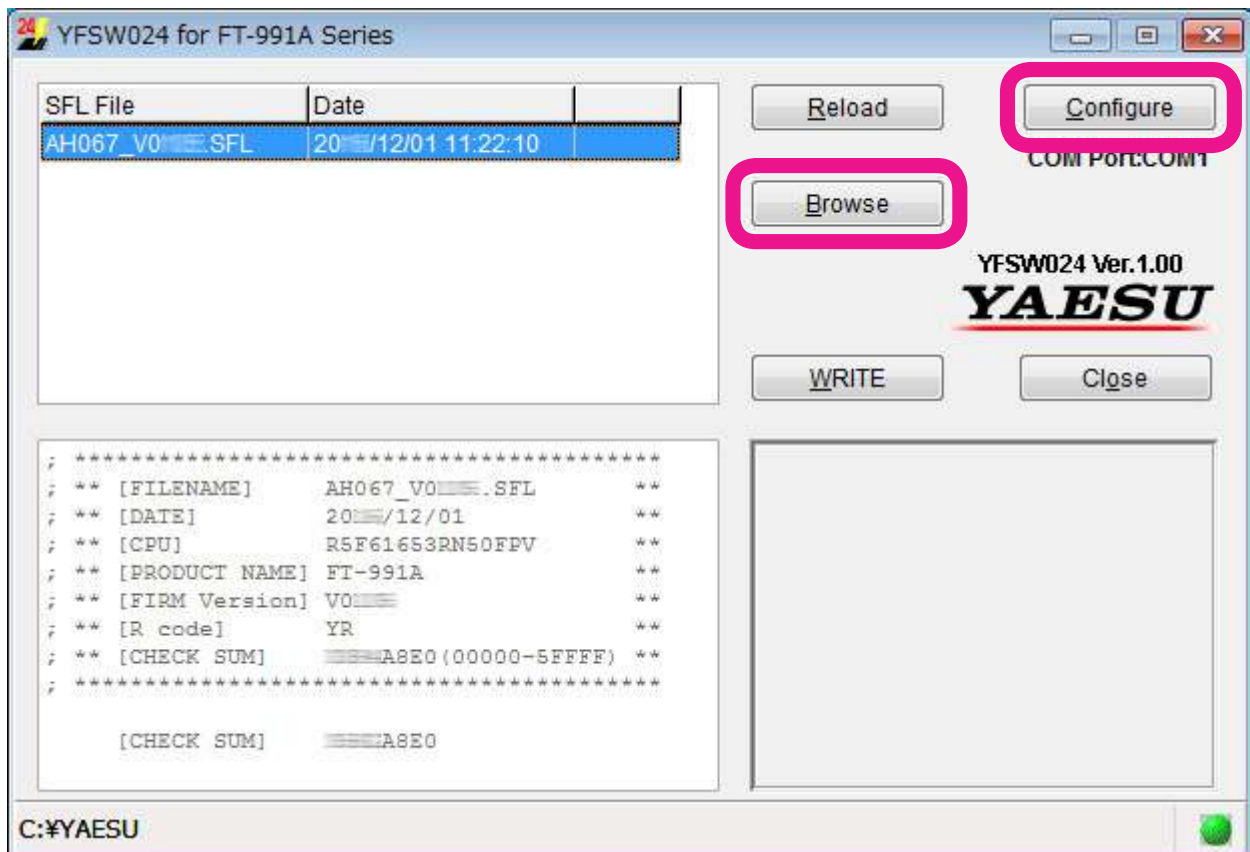 YFSW024 for FT-991A Series
SFL File Date
AH067_V0 .SFL 20 /12/01 11:22:10
Reload
Configure
COM Port:COM1
Browse
YFSW024 Ver.1.00
YAESU
WRITE
Close
; ******************************************
; ** [FILENAME] AH067_V0 .SFL **
; ** [DATE] 20 /12/01 **
; ** [CPU] R5F61653RN50FPV **
; ** [PRODUCT NAME] FT-991A **
; ** [FIRM Version] V0 **
; ** [R code] YR **
; ** [CHECK SUM] A8E0(00000-5FFFF) **
; ******************************************
[CHECK SUM] A8E0
C:¥YAESU